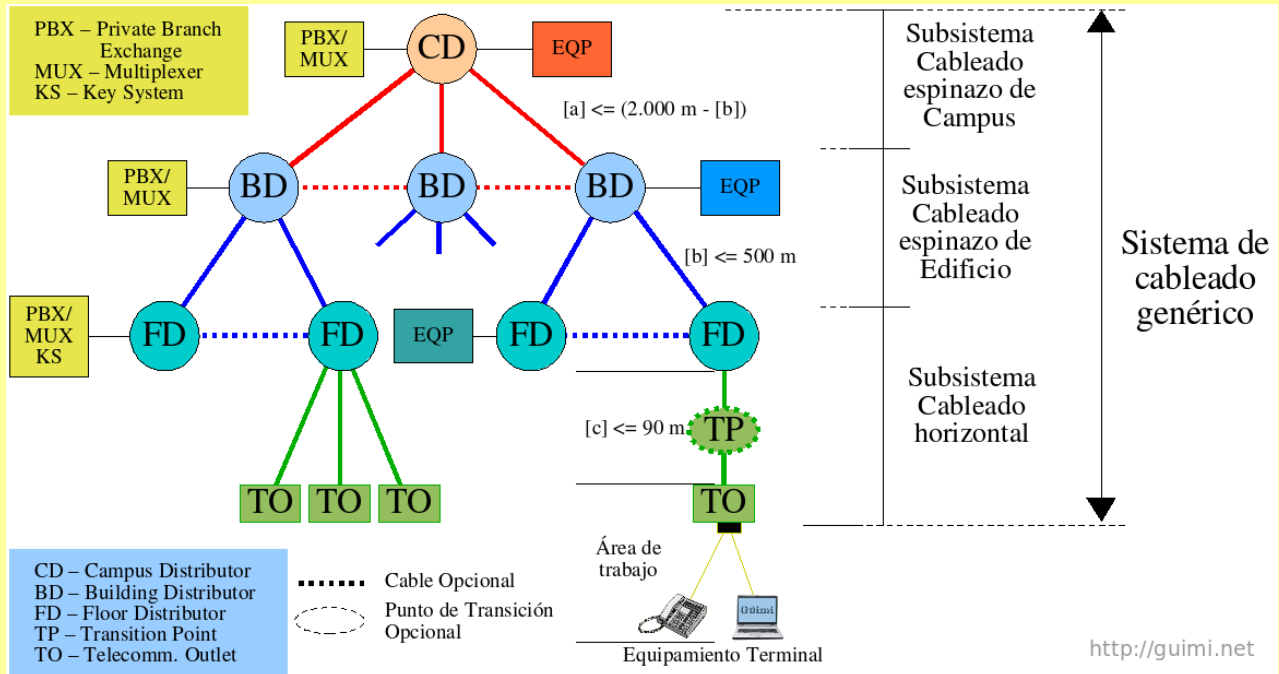 PBX – Private Branch
Exchange
MUX – Multiplexer
KS – Key System
PBX/
MUX
CD
EQP
[a] <= (2.000 m - [b])
Subsistema
Cableado
espinazo de
Campus
PBX/
MUX
BD
BD
BD
EQP
[b] <= 500 m
Subsistema
Cableado
espinazo de
Edificio
Sistema de
cableado
genérico
PBX/
MUX
KS
FD
FD
EQP
FD
FD
[c] <= 90 m
TP
Subsistema
Cableado
horizontal
TO
TO
TO
TO
CD – Campus Distributor
BD – Building Distributor
FD – Floor Distributor
TP – Transition Point
TO – Telecomm. Outlet
Cable Opcional
Punto de Transición
Opcional
Área de
trabajo
Güimi
Equipamiento Terminal
http://guimi.net